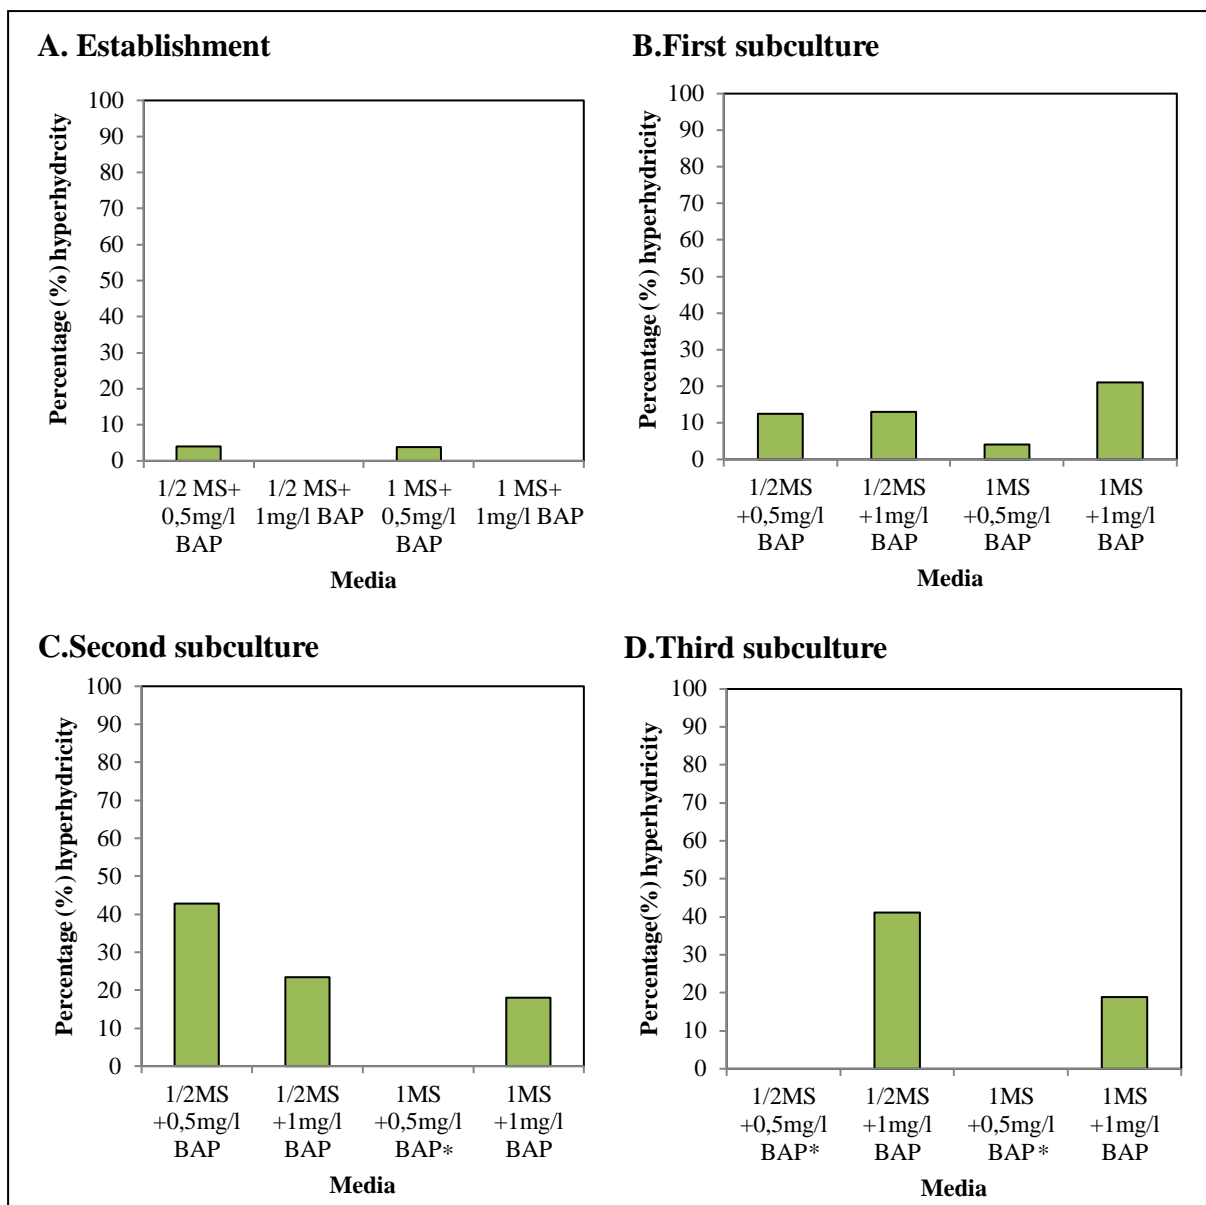 A. Establishment
Percentage (%) hyperhydrcity
100
90
80
70
60
50
40
30
20
10
0
1/2 MS+ 1/2 MS+ 1 MS+ 1 MS+
0,5mg/l 1mg/l BAP 0,5mg/l 1mg/l BAP
BAP BAP
Media
B.First subculture
Percentage (%) hyperhydricity
100
90
80
70
60
50
40
30
20
10
0
1/2MS 1/2MS 1MS 1MS
+0,5mg/l +1mg/l +0,5mg/l +1mg/l
BAP BAP BAP BAP
Media
C.Second subculture
Percentage (%) hyperhydricity
100
90
80
70
60
50
40
30
20
10
0
1/2MS 1/2MS 1MS 1MS
+0,5mg/l +1mg/l +0,5mg/l +1mg/l
BAP BAP BAP* BAP
Media
D.Third subculture
Percentage(%) hyperhydricity
100
90
80
70
60
50
40
30
20
10
0
1/2MS 1/2MS 1MS 1MS
+0,5mg/l +1mg/l +0,5mg/l +1mg/l
BAP* BAP BAP* BAP
Media